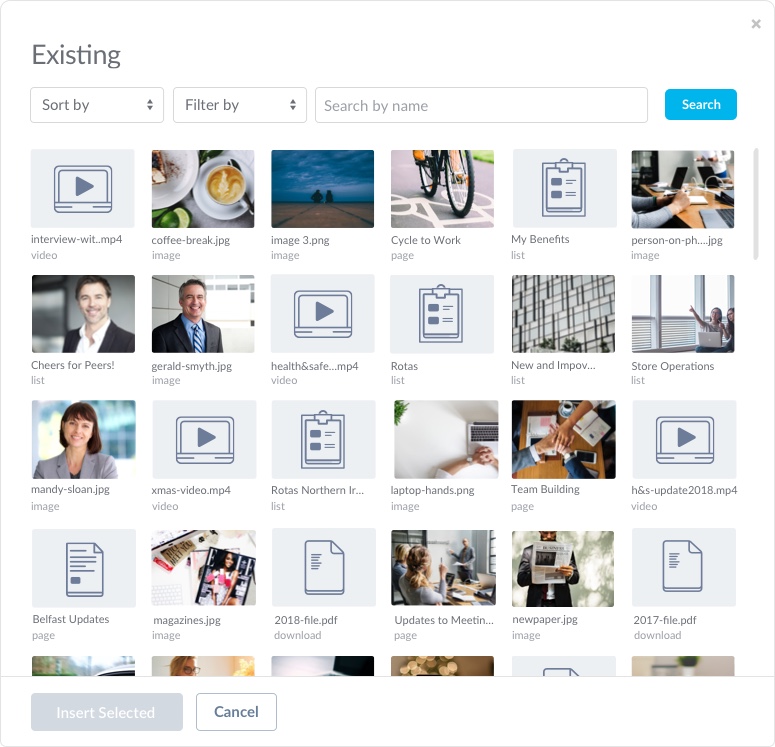 Existing
Sort by Filter by Search by name Search
interview-wit..mp4 coffee-break.jpg image 3.png Cycle to Work My Benefits person-on-ph....jpg
video image image page list image
Cheers for Peers! gerald-smyth.jpg health&safe...mp4 Rotas New and Impov... Store Operations
list image video list list list
mandy-sloan.jpg xmas-video.mp4 Rotas Northern Ir... laptop-hands.png Team Building h&s-update2018.mp4
image video list image page video
BUSINESS
Belfast Updates magazines.jpg 2018-file.pdf Updates to Meetin... newpaper.jpg 2017-file.pdf
page image download page image download
Insert Selected Cancel